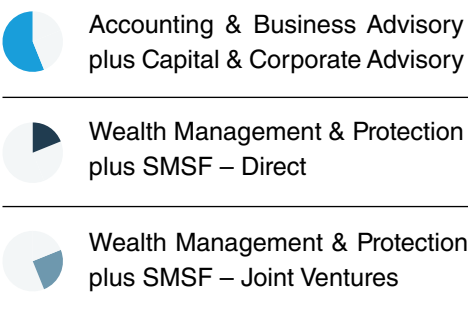 Accounting & Business Advisory
plus Capital & Corporate Advisory
Wealth Management & Protection
plus SMSF – Direct
Wealth Management & Protection
plus SMSF – Joint Ventures